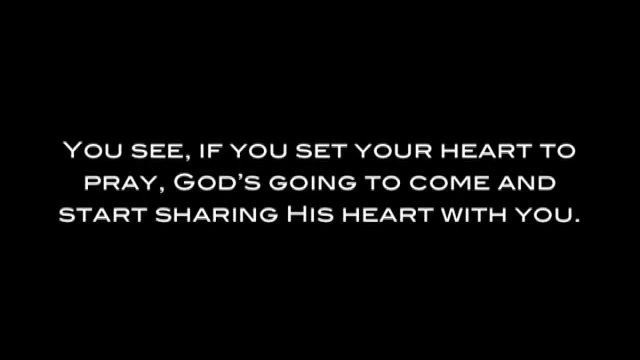 You see, if you set your heart to
pray, God's going to come and
start sharing His heart with you.